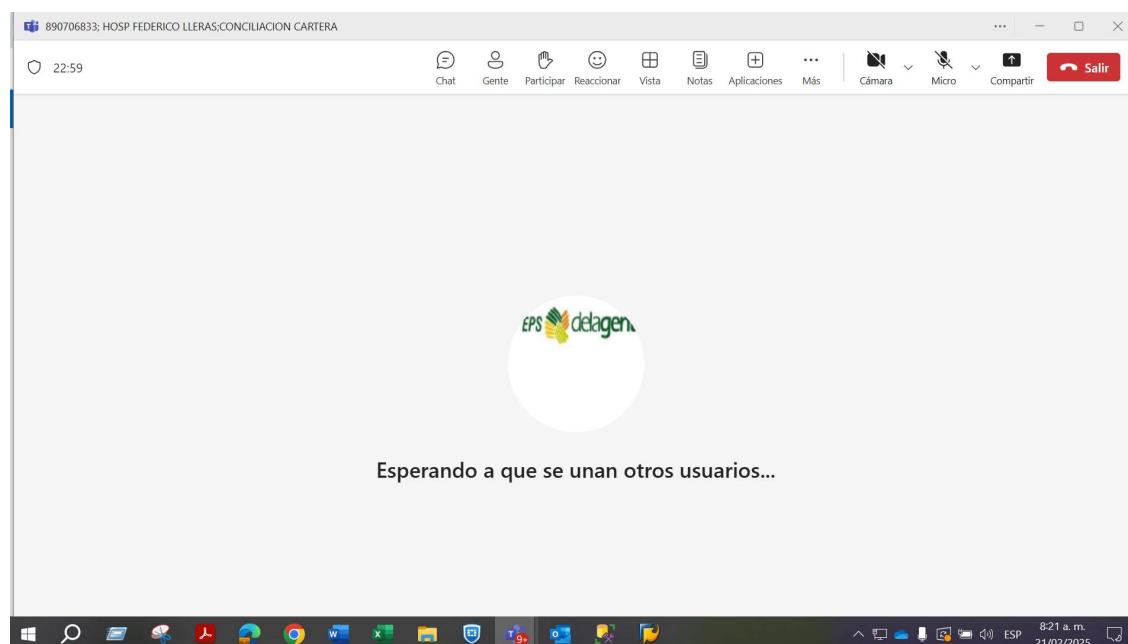 890706833; HOSP FEDERICO LLERAS;CONCILIACION CARTERA
22:59
Chat Gente Participar Reaccionar Vista Notas Aplicaciones Más Cámara Micro Compartir Salir
EPS delagen
Esperando a que se unan otros usuarios...
9+
ESP
8:21 a. m.